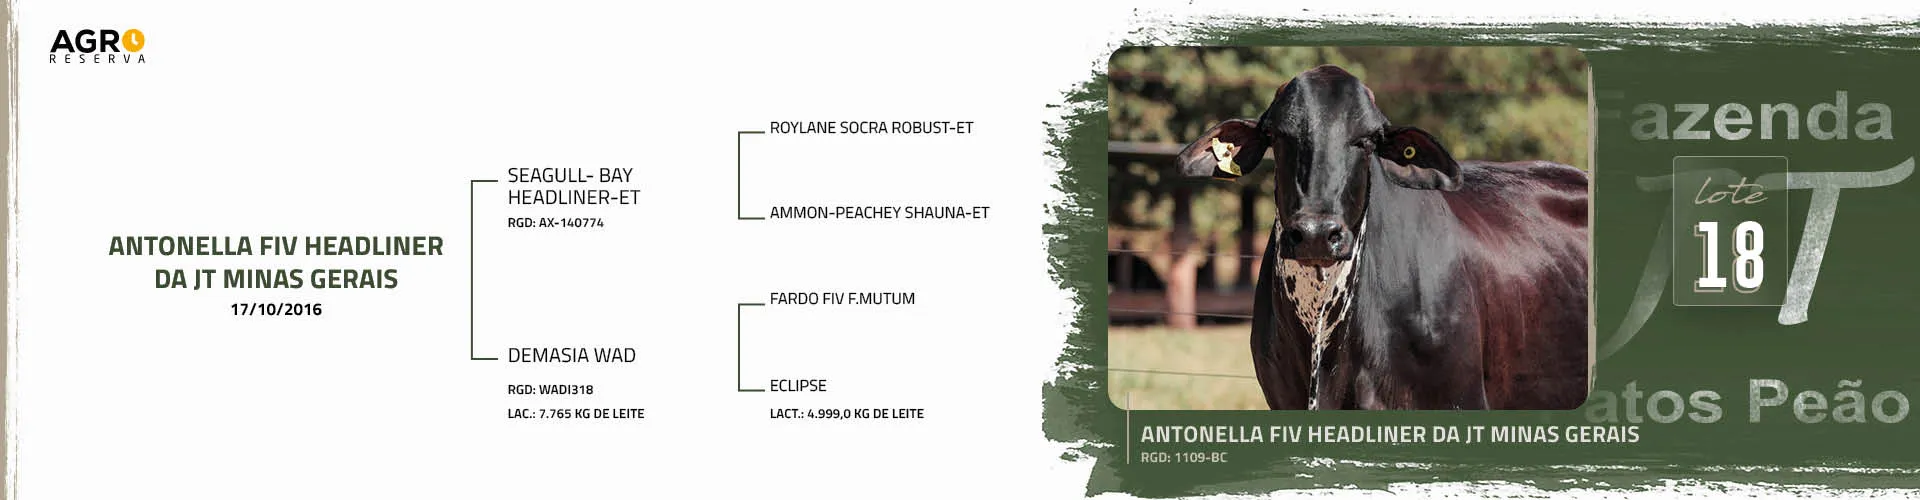 AGRO
RESERVA
ANTONELLA FIV HEADLINER
DA JT MINAS GERAIS
17/10/2016
SEAGULL- BAY
HEADLINER-ET
RGD: AX-140774
DEMASIA WAD
RGD: WADI318
LAC.: 7.765 KG DE LEITE
ROYLANE SOCRA ROBUST-ET
AMMON-PEACHEY SHAUNA-ET
FARDO FIV F.MUTUM
ECLIPSE
LACT.: 4.999,0 KG DE LEITE
Fazenda
JT
lote
18
atos Peão
ANTONELLA FIV HEADLINER DA JT MINAS GERAIS
RGD: 1109-BC